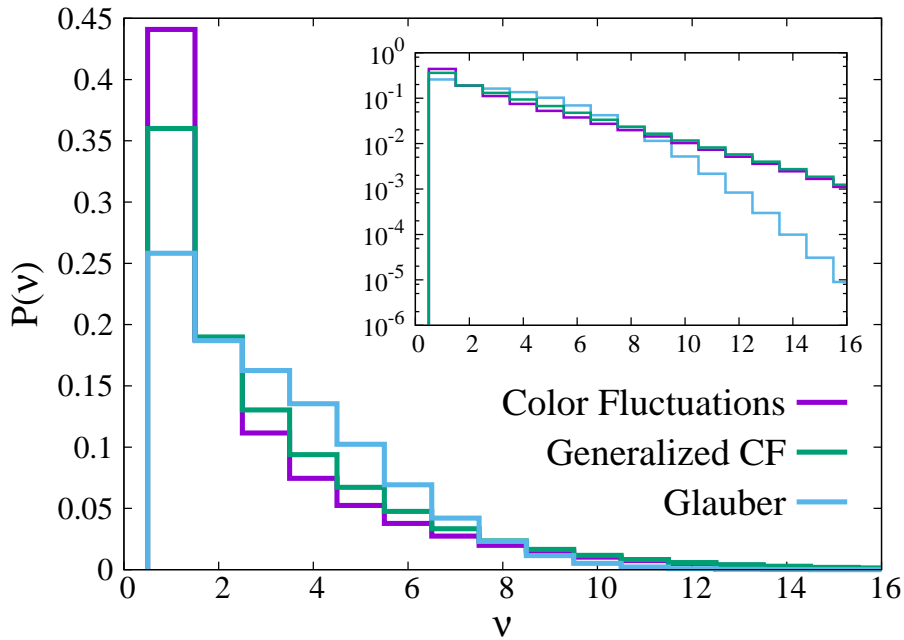 0.45
0.4
0.35
0.3
0.25
0.2
0.15
0.1
0.05
0
P(ν)
0 2 4 6 8 10 12 14 16
ν
10^0
10^-1
10^-2
10^-3
10^-4
10^-5
10^-6
0 2 4 6 8 10 12 14 16
Color Fluctuations
Generalized CF
Glauber